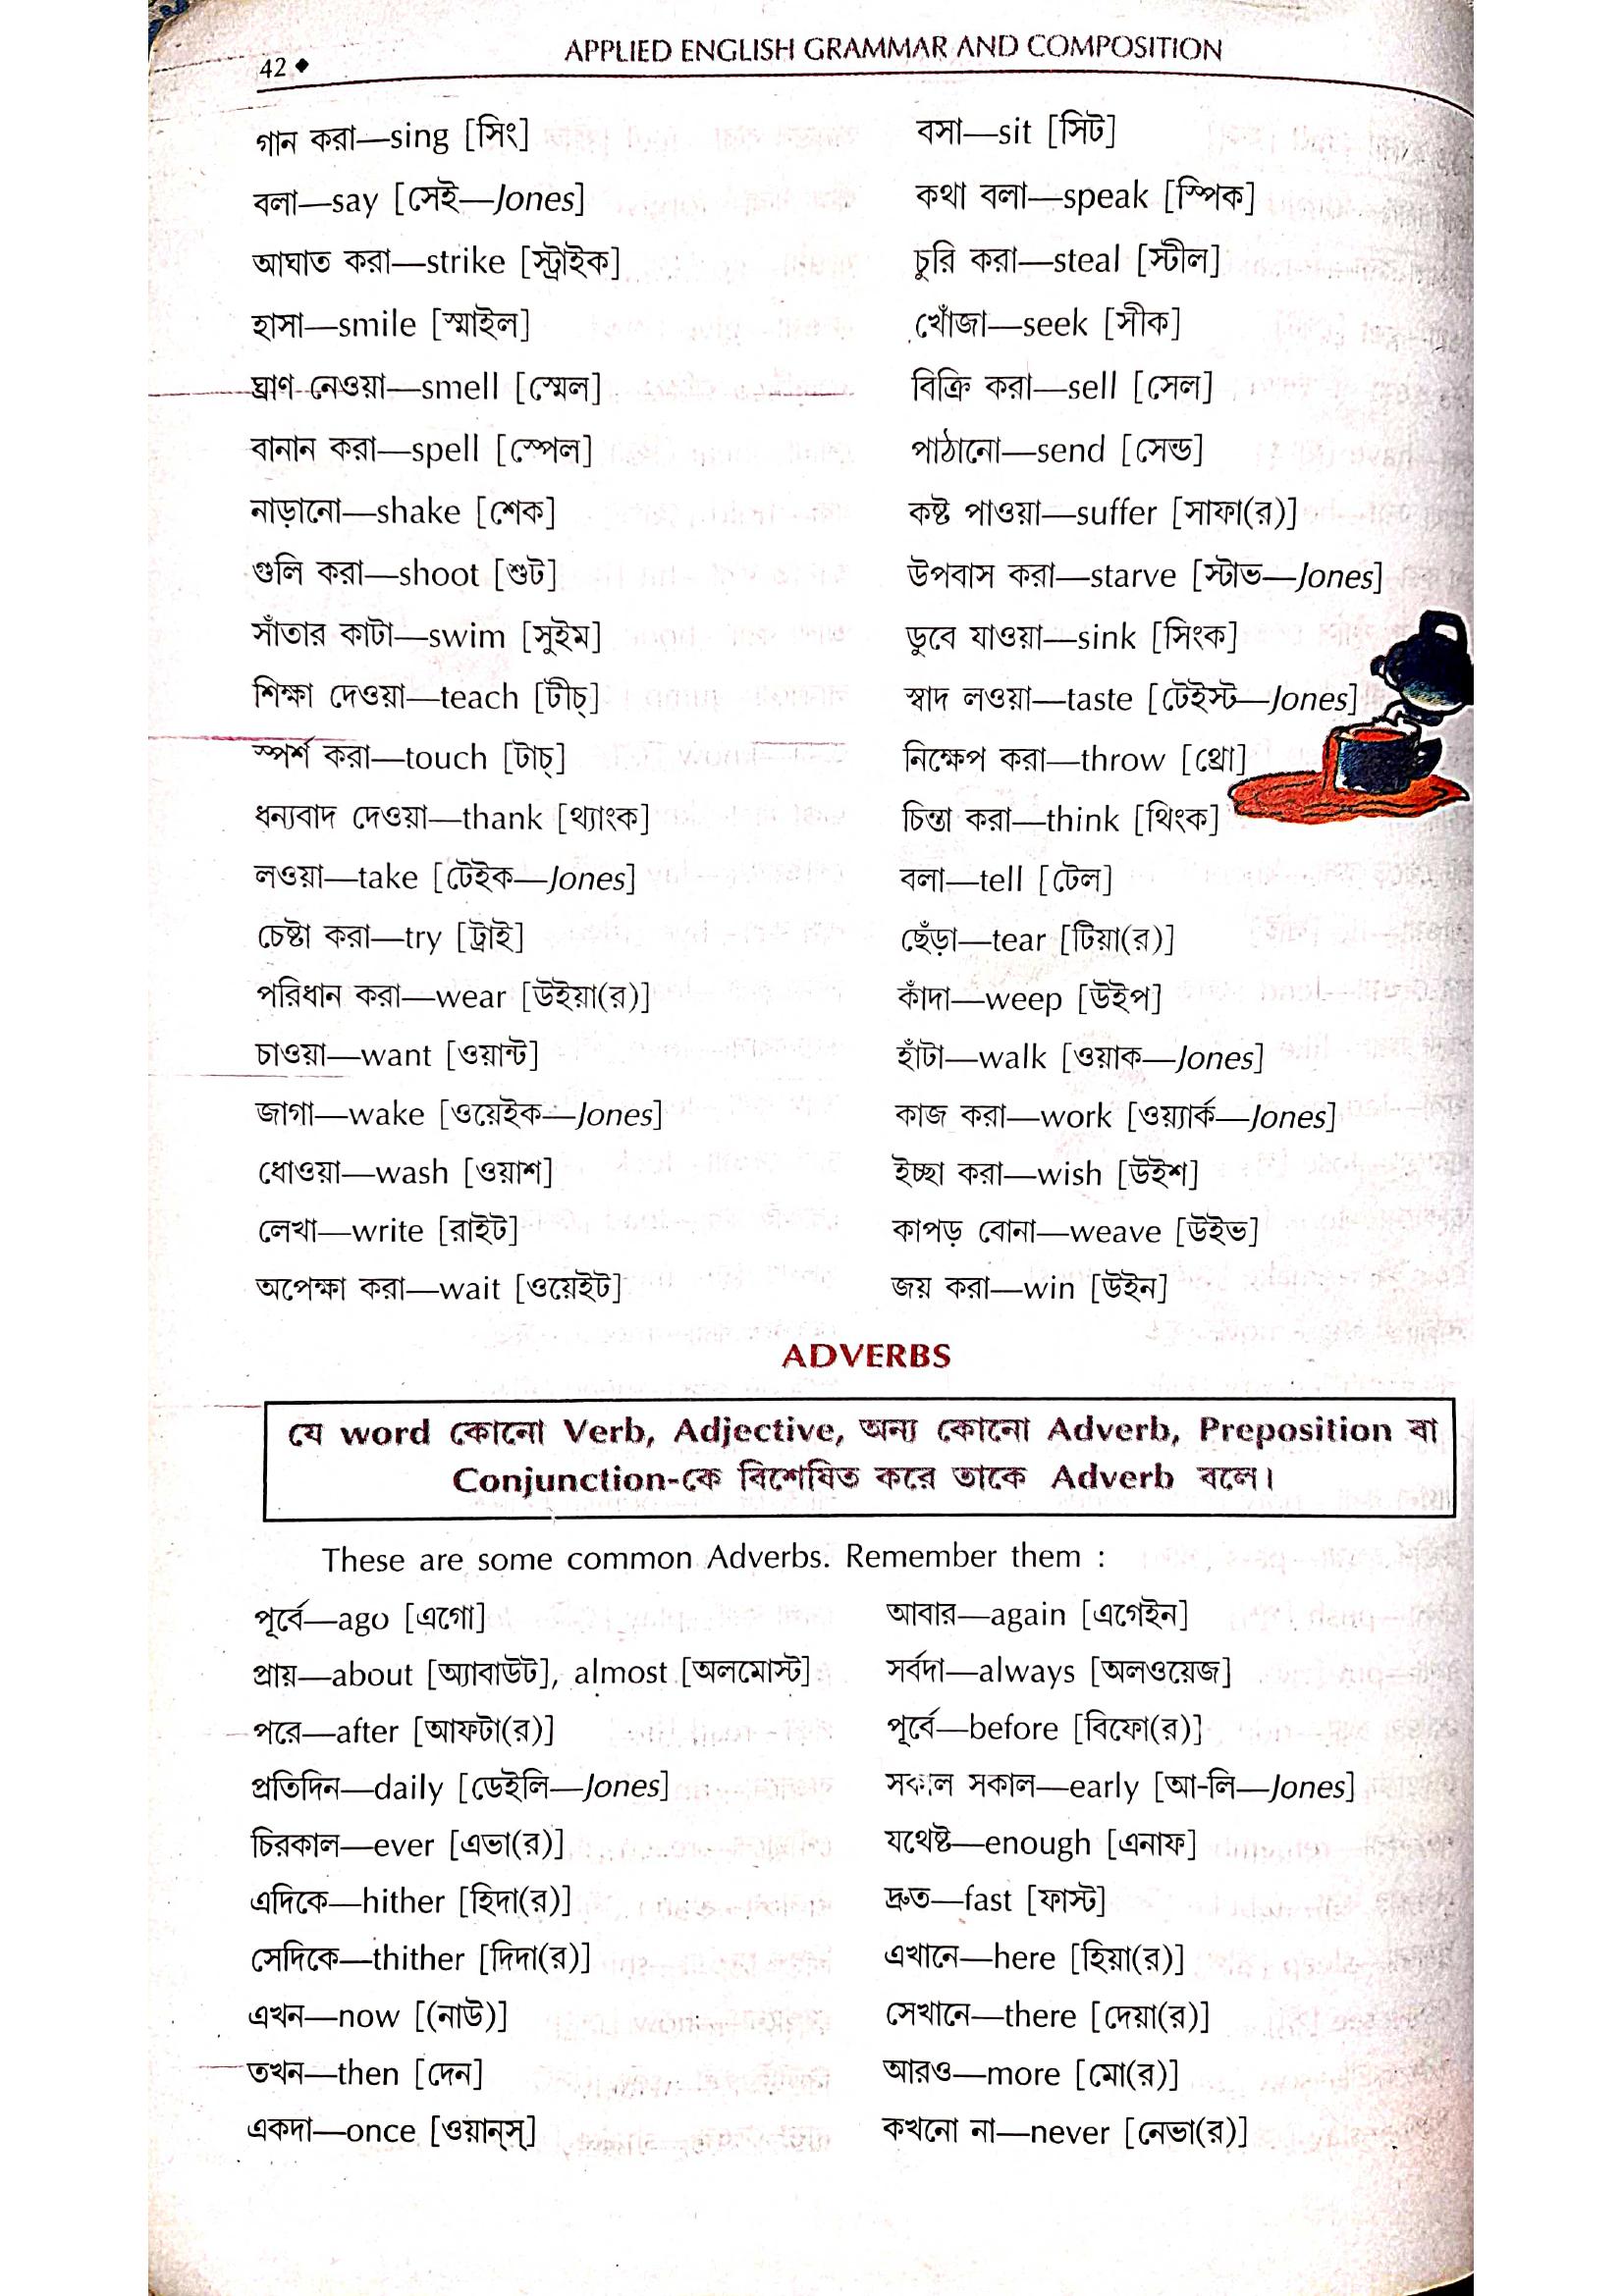 42 ◆
APPLIED ENGLISH GRAMMAR AND COMPOSITION
গান করা—sing [সিং]
বলা—say [সেই—Jones]
আঘাত করা—strike [স্ট্রাইক]
হাসা—smile [স্মাইল]
ঘ্রাণ নেওয়া—smell [স্মেল]
বানান করা—spell [স্পেল]
নাড়ানো—shake [শেক]
গুলি করা—shoot [শুট]
সাঁতার কাটা—swim [সুইম]
শিক্ষা দেওয়া—teach [টীচ্]
স্পর্শ করা—touch [টাচ্]
ধন্যবাদ দেওয়া—thank [থ্যাংক]
লওয়া—take [টেইক—Jones]
চেষ্টা করা—try [ট্রাই]
পরিধান করা—wear [উইয়া(র)]
চাওয়া—want [ওয়ান্ট]
জাগা—wake [ওয়েইক—Jones]
ধোওয়া—wash [ওয়াশ]
লেখা—write [রাইট]
অপেক্ষা করা—wait [ওয়েইট]
বসা—sit [সিট]
কথা বলা—speak [স্পিক]
চুরি করা—steal [স্টীল]
খোঁজা—seek [সীক]
বিক্রি করা—sell [সেল]
পাঠানো—send [সেন্ড]
কষ্ট পাওয়া—suffer [সাফা(র)]
উপবাস করা—starve [স্টাভ—Jones]
ডুবে যাওয়া—sink [সিংক]
স্বাদ লওয়া—taste [টেইস্ট—Jones]
নিক্ষেপ করা—throw [থ্রো]
চিন্তা করা—think [থিংক]
বলা—tell [টেল]
ছেঁড়া—tear [টিয়া(র)]
কাঁদা—weep [উইপ]
হাঁটা—walk [ওয়াক—Jones]
কাজ করা—work [ওয়্যার্ক—Jones]
ইচ্ছা করা—wish [উইশ]
কাপড় বোনা—weave [উইভ]
জয় করা—win [উইন]
ADVERBS
যে word কোনো Verb, Adjective, অন্য কোনো Adverb, Preposition বা
Conjunction-কে বিশেষিত করে তাকে Adverb বলে।
These are some common Adverbs. Remember them :
পূর্বে—ago [এগো]
প্রায়—about [অ্যাবাউট], almost [অলমোস্ট]
পরে—after [আফটা(র)]
প্রতিদিন—daily [ডেইলি—Jones]
চিরকাল—ever [এভা(র)]
এদিকে—hither [হিদা(র)]
সেদিকে—thither [দিদা(র)]
এখন—now [(নাউ)]
তখন—then [দেন]
একদা—once [ওয়ান্‌স্]
আবার—again [এগেইন]
সর্বদা—always [অলওয়েজ]
পূর্বে—before [বিফো(র)]
সকাল সকাল—early [আ-লি—Jones]
যথেষ্ট—enough [এনাফ]
দ্রুত—fast [ফাস্ট]
এখানে—here [হিয়া(র)]
সেখানে—there [দেয়া(র)]
আরও—more [মো(র)]
কখনো না—never [নেভা(র)]